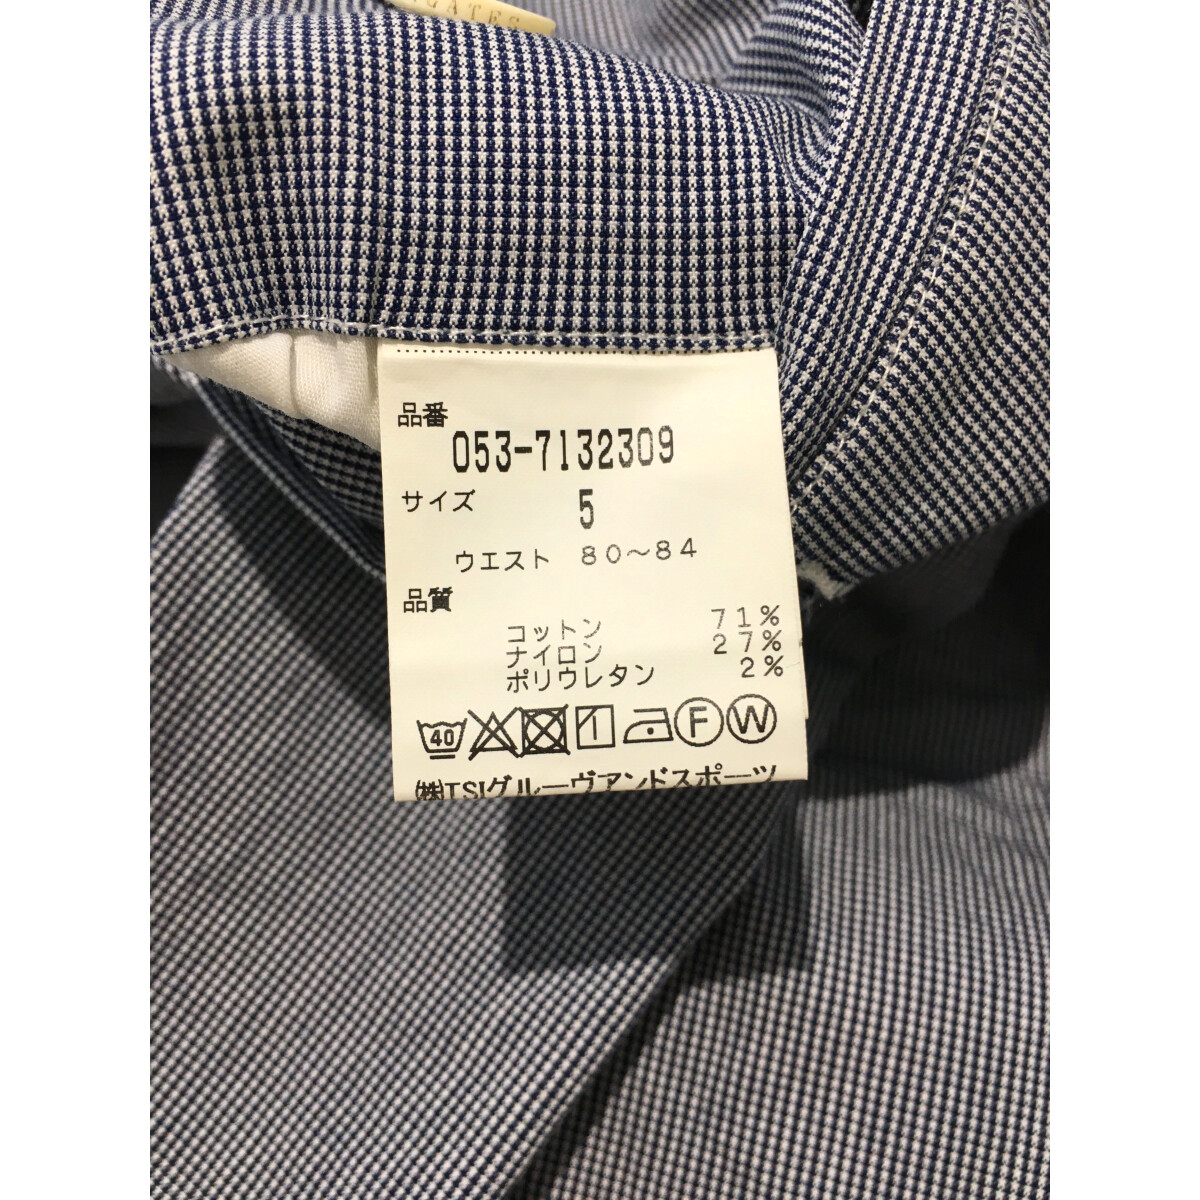 GATES
品番
053-7132309
サイズ 5
ウエスト 80～84
品質
コットン 71%
ナイロン 27%
ポリウレタン 2%
40 F W
㈱TSIグルーヴアンドスポーツ